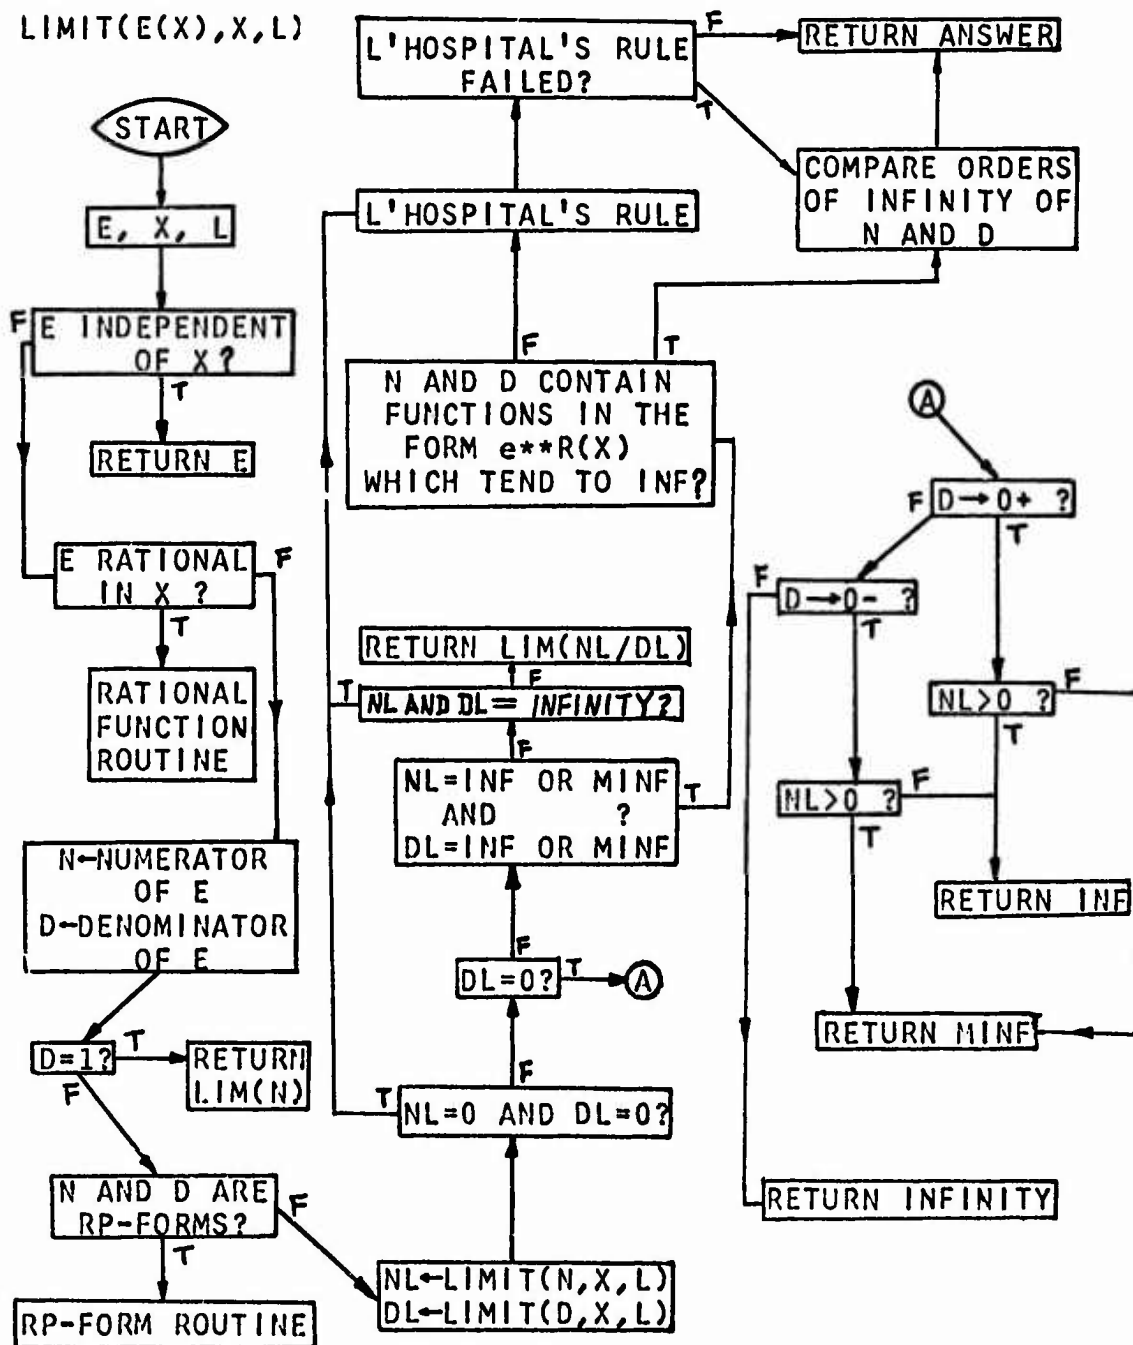 LIMIT(E(X),X,L)
START
E, X, L
F
E INDEPENDENT
OF X?
T
RETURN E
E RATIONAL
IN X ?
F
T
RATIONAL
FUNCTION
ROUTINE
N←NUMERATOR
OF E
D←DENOMINATOR
OF E
D=1?
T
RETURN
LIM(N)
F
N AND D ARE
RP-FORMS?
F
T
RP-FORM ROUTINE
L'HOSPITAL'S RULE
FAILED?
F
T
RETURN ANSWER
COMPARE ORDERS
OF INFINITY OF
N AND D
L'HOSPITAL'S RULE
F
T
N AND D CONTAIN
FUNCTIONS IN THE
FORM e**R(X)
WHICH TEND TO INF?
RETURN LIM(NL/DL)
F
T
NL AND DL = INFINITY?
F
NL=INF OR MINF
AND ?
DL=INF OR MINF
T
F
DL=0?
T
A
F
T
NL=0 AND DL=0?
NL←LIMIT(N,X,L)
DL←LIMIT(D,X,L)
A
F
D→0+ ?
T
F
D→0- ?
T
NL>0 ?
F
T
NL>0 ?
F
T
RETURN INF
RETURN MINF
RETURN INFINITY